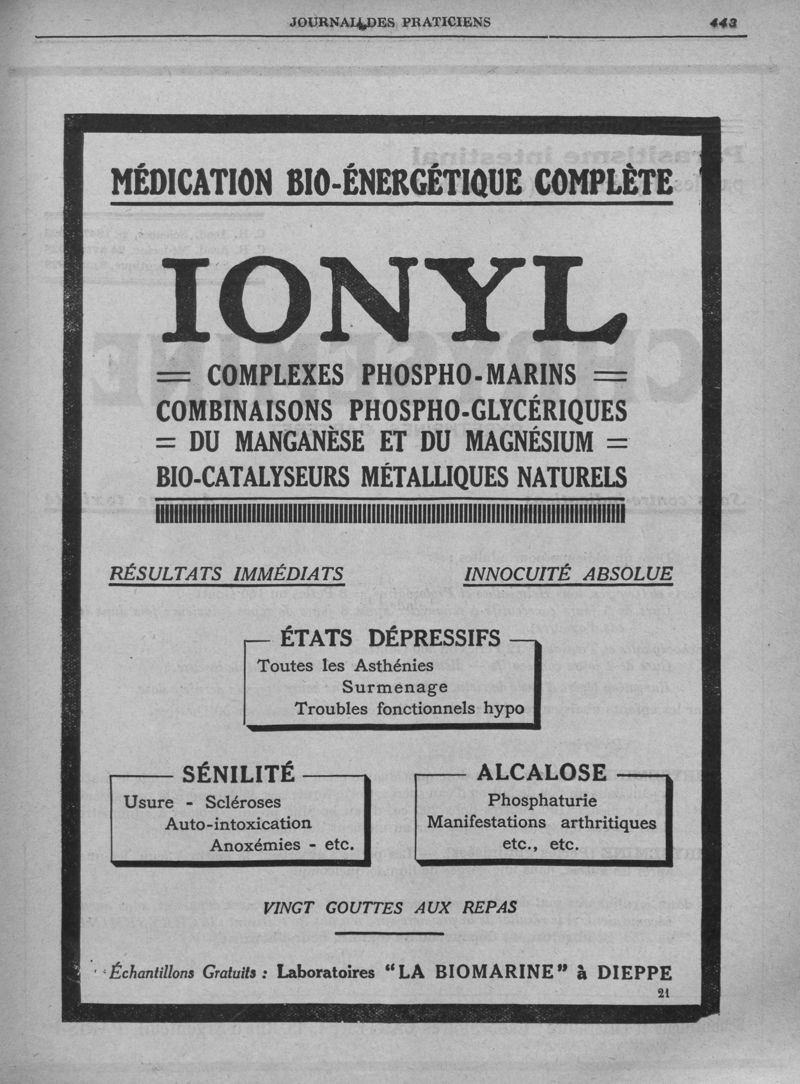 JOURNAL DES PRATICIENS 443
MÉDICATION BIO-ÉNERGÉTIQUE COMPLÈTE
IONYL
= COMPLEXES PHOSPHO-MARINS =
COMBINAISONS PHOSPHO-GLYCÉRIQUES
= DU MANGANÈSE ET DU MAGNÉSIUM =
BIO-CATALYSEURS MÉTALLIQUES NATURELS
RÉSULTATS IMMÉDIATS INNOCUITÉ ABSOLUE
ÉTATS DÉPRESSIFS
Toutes les Asthénies
Surmenage
Troubles fonctionnels hypo
SÉNILITÉ
Usure - Scléroses
Auto-intoxication
Anoxémies - etc.
ALCALOSE
Phosphaturie
Manifestations arthritiques
etc., etc.
VINGT GOUTTES AUX REPAS
Échantillons Gratuits : Laboratoires "LA BIOMARINE" à DIEPPE
21